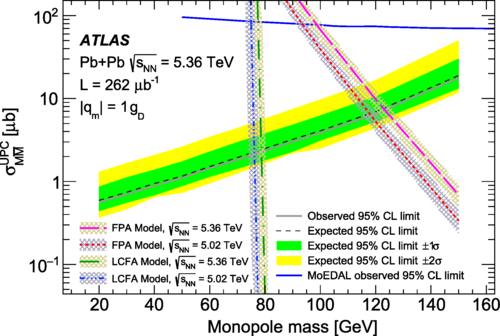 ATLAS
Pb+Pb √sNN = 5.36 TeV
L = 262 μb⁻¹
|qm| = 1gD
σ^UPC_MM̅ [μb]
10²
10
1
10⁻¹
FPA Model, √sNN = 5.36 TeV
FPA Model, √sNN = 5.02 TeV
LCFA Model, √sNN = 5.36 TeV
LCFA Model, √sNN = 5.02 TeV
Observed 95% CL limit
Expected 95% CL limit
Expected 95% CL limit ±1σ
Expected 95% CL limit ±2σ
MoEDAL observed 95% CL limit
20 40 60 80 100 120 140 160
Monopole mass [GeV]